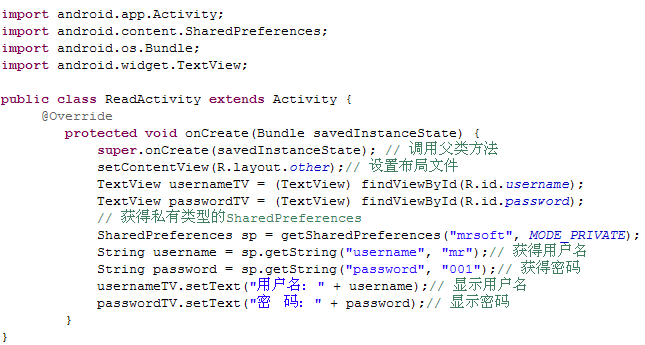 import android.app.Activity;
import android.content.SharedPreferences;
import android.os.Bundle;
import android.widget.TextView;
public class ReadActivity extends Activity {
@Override
protected void onCreate(Bundle savedInstanceState) {
super.onCreate(savedInstanceState); // 调用父类方法
setContentView(R.layout.other);// 设置布局文件
TextView usernameTV = (TextView) findViewById(R.id.username);
TextView passwordTV = (TextView) findViewById(R.id.password);
// 获得私有类型的SharedPreferences
SharedPreferences sp = getSharedPreferences("mrsoft", MODE_PRIVATE);
String username = sp.getString("username", "mr");// 获得用户名
String password = sp.getString("password", "001");// 获得密码
usernameTV.setText("用户名：" + username);// 显示用户名
passwordTV.setText("密  码：" + password);// 显示密码
}
}